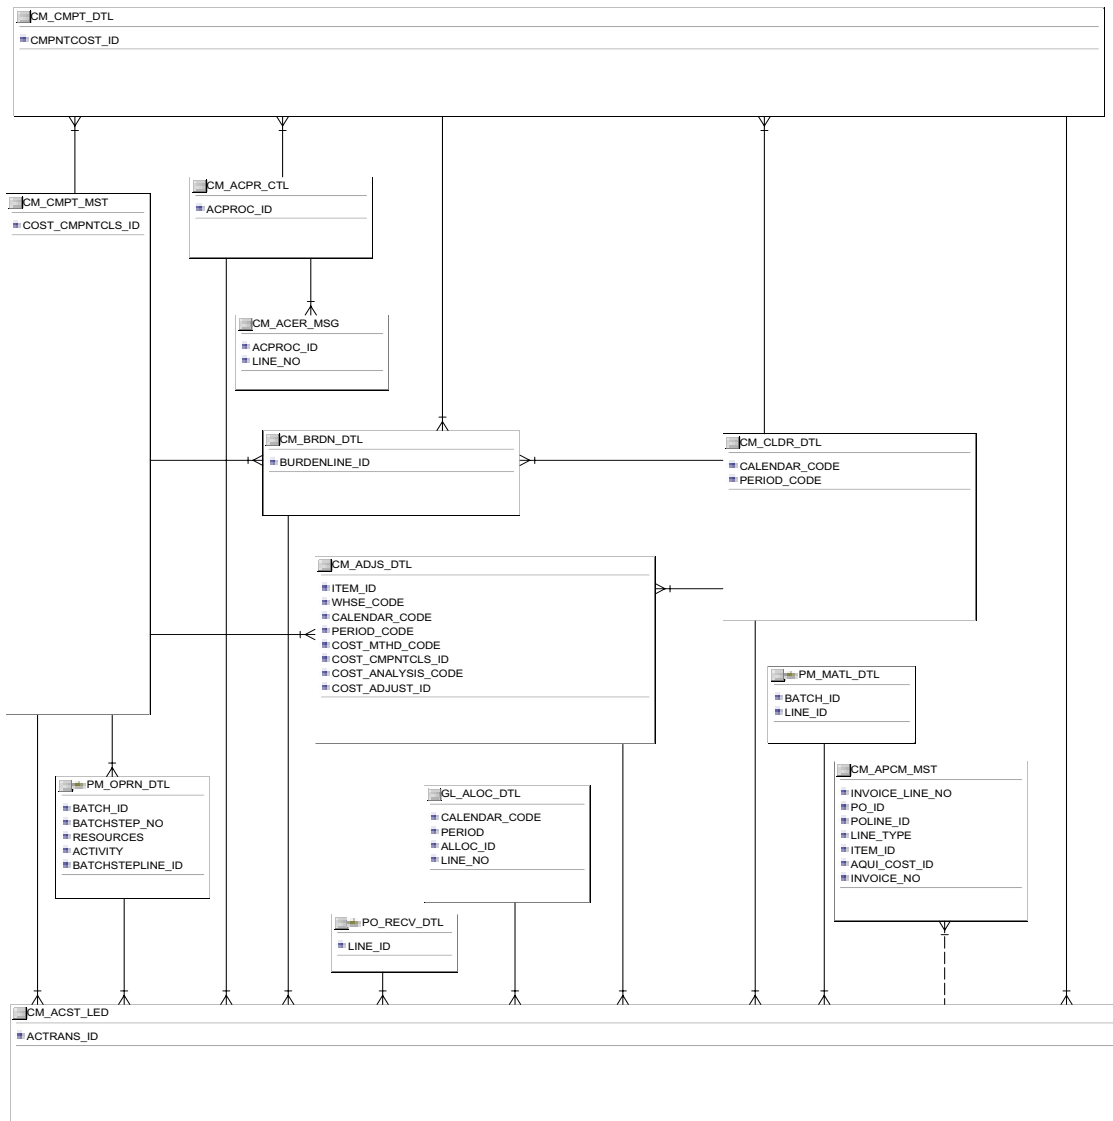 CM_CMPT_DTL
CMPNTCOST_ID
CM_CMPT_MST
COST_CMPNTCLS_ID
CM_ACPR_CTL
ACPROC_ID
CM_ACER_MSG
ACPROC_ID
LINE_NO
CM_BRDN_DTL
BURDENLINE_ID
CM_CLDR_DTL
CALENDAR_CODE
PERIOD_CODE
CM_ADJS_DTL
ITEM_ID
WHSE_CODE
CALENDAR_CODE
PERIOD_CODE
COST_MTHD_CODE
COST_CMPNTCLS_ID
COST_ANALYSIS_CODE
COST_ADJUST_ID
PM_MATL_DTL
BATCH_ID
LINE_ID
PM_OPRN_DTL
BATCH_ID
BATCHSTEP_NO
RESOURCES
ACTIVITY
BATCHSTEPLINE_ID
GL_ALOC_DTL
CALENDAR_CODE
PERIOD
ALLOC_ID
LINE_NO
CM_APCM_MST
INVOICE_LINE_NO
PO_ID
POLINE_ID
LINE_TYPE
ITEM_ID
AQUI_COST_ID
INVOICE_NO
PO_RECV_DTL
LINE_ID
CM_ACST_LED
ACTRANS_ID